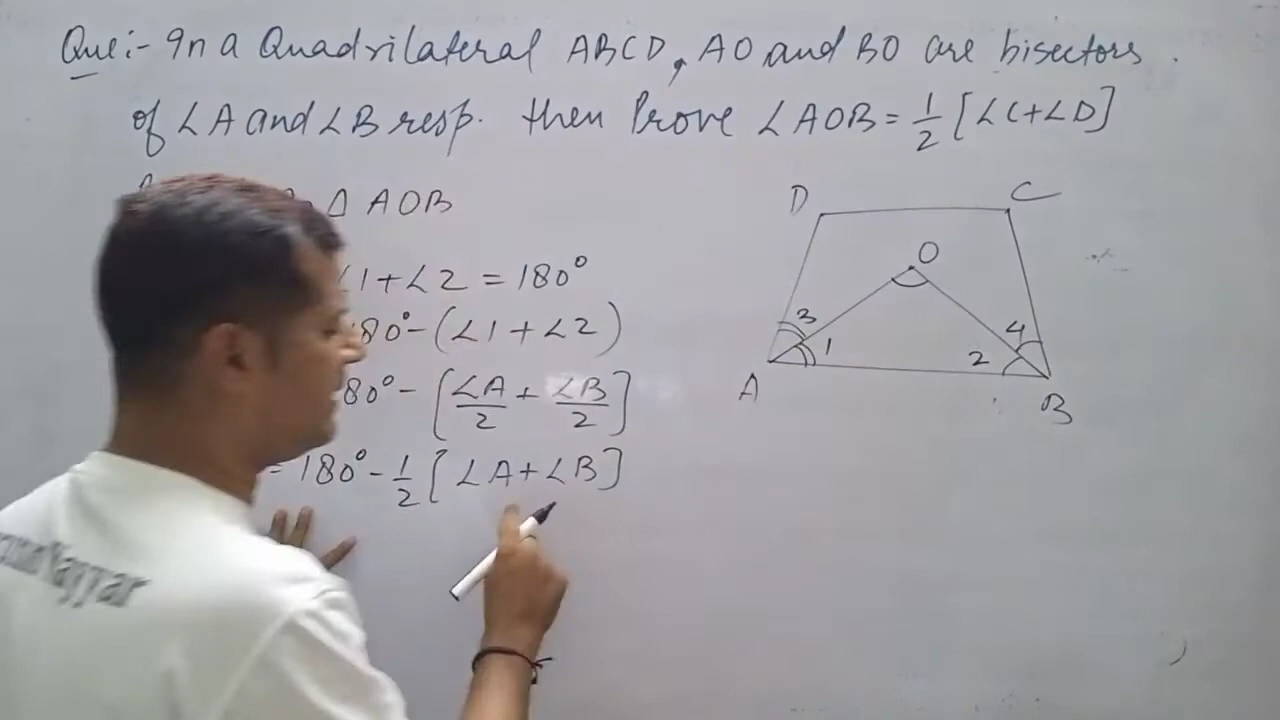 Que:- In a Quadrilateral ABCD, AO and BO are bisectors.
of ∠A and ∠B resp. then Prove ∠AOB = 1/2 [∠C+∠D]
Δ AOB
∠1+∠2 = 180°
80°-(∠1+∠2)
80°-[∠A/2 + ∠B/2]
= 180°-1/2[∠A+∠B]
D C
O
3 4
1 2
A B
Nayyar